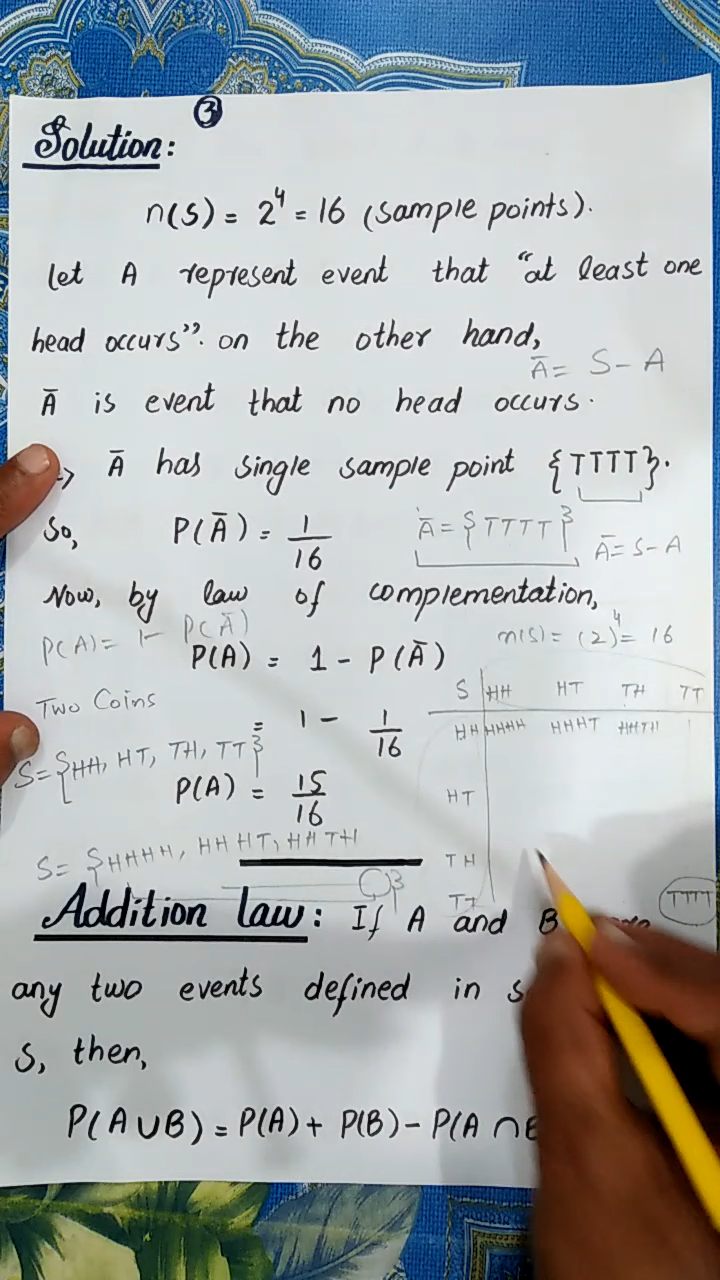 ③
Solution:
n(S) = 2⁴ = 16 (sample points).
let A represent event that "at least one
head occurs". on the other hand,
Ā = S - A
Ā is event that no head occurs.
Ā has single sample point {TTTT}.
So, P(Ā) = 1/16
Ā = {TTTT}
Ā = S - A
Now, by law of complementation,
P(A) = 1 - P(Ā)
n(S) = (2)⁴ = 16
P(A) = 1 - P(Ā)
Two Coins
= 1 - 1/16
S = {HH, HT, TH, TT}
P(A) = 15/16
S = {HHHH, HHHT, HHTH
}
S HH HT TH TT
HH HHHH HHHT HHTH
HT
TH
TT
TTTT
Addition law: If A and B
any two events defined in s
S, then,
P(A∪B) = P(A) + P(B) - P(A ∩